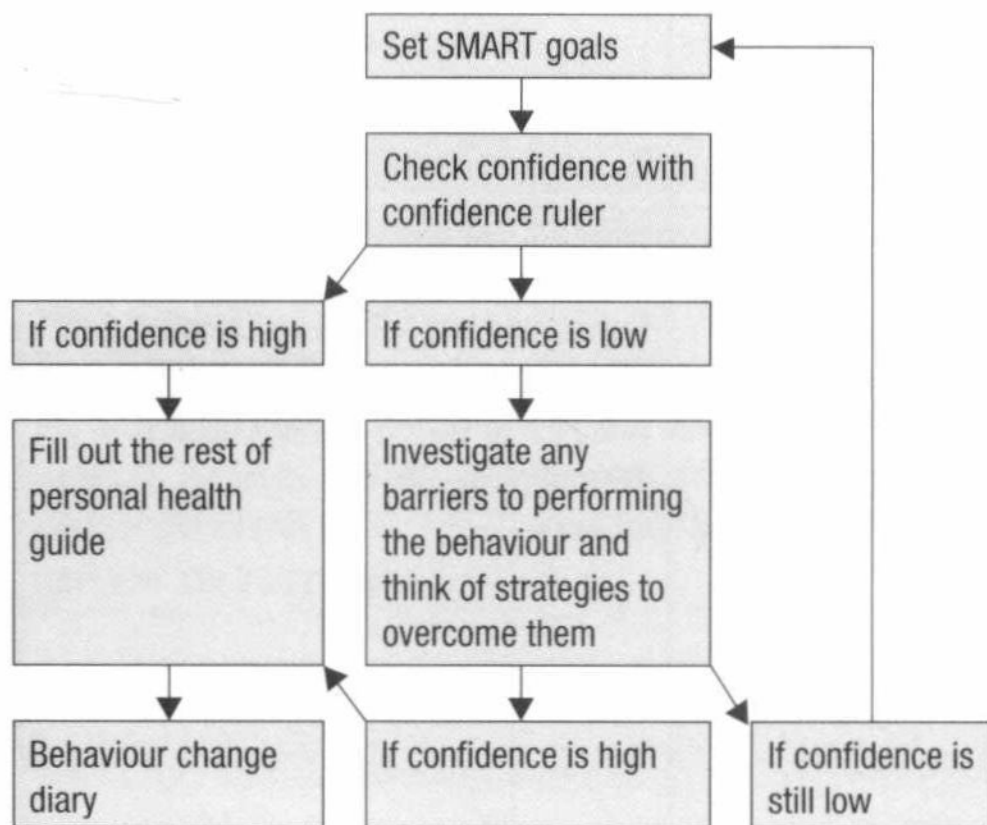 Set SMART goals
Check confidence with
confidence ruler
If confidence is high
If confidence is low
Fill out the rest of
personal health
guide
Investigate any
barriers to performing
the behaviour and
think of strategies to
overcome them
Behaviour change
diary
If confidence is high
If confidence is
still low